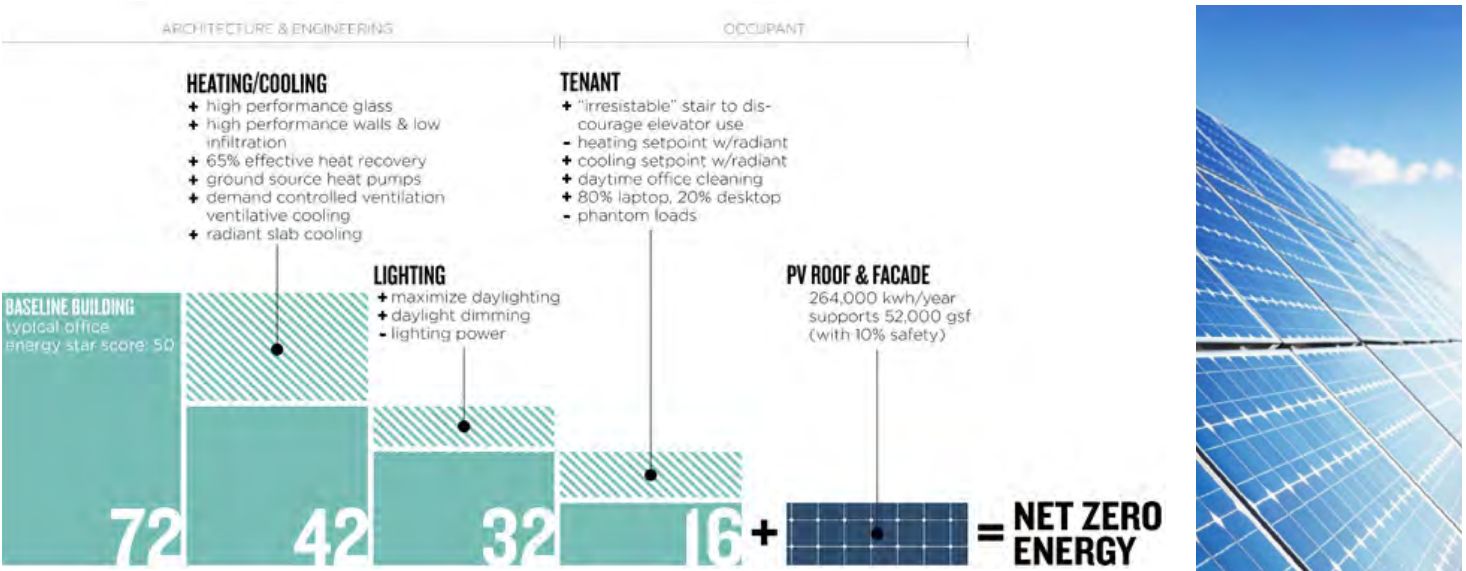 ARCHITECTURE & ENGINEERING
OCCUPANT
HEATING/COOLING
+ high performance glass
+ high performance walls & low
infiltration
+ 65% effective heat recovery
+ ground source heat pumps
+ demand controlled ventilation
ventilative cooling
+ radiant slab cooling
TENANT
+ "irresistable" stair to dis-
courage elevator use
- heating setpoint w/radiant
+ cooling setpoint w/radiant
+ daytime office cleaning
+ 80% laptop, 20% desktop
- phantom loads
LIGHTING
+ maximize daylighting
+ daylight dimming
- lighting power
PV ROOF & FACADE
264,000 kwh/year
supports 52,000 gsf
(with 10% safety)
BASELINE BUILDING
typical office
energy star score: 50
72
42
32
16
+
= NET ZERO
ENERGY